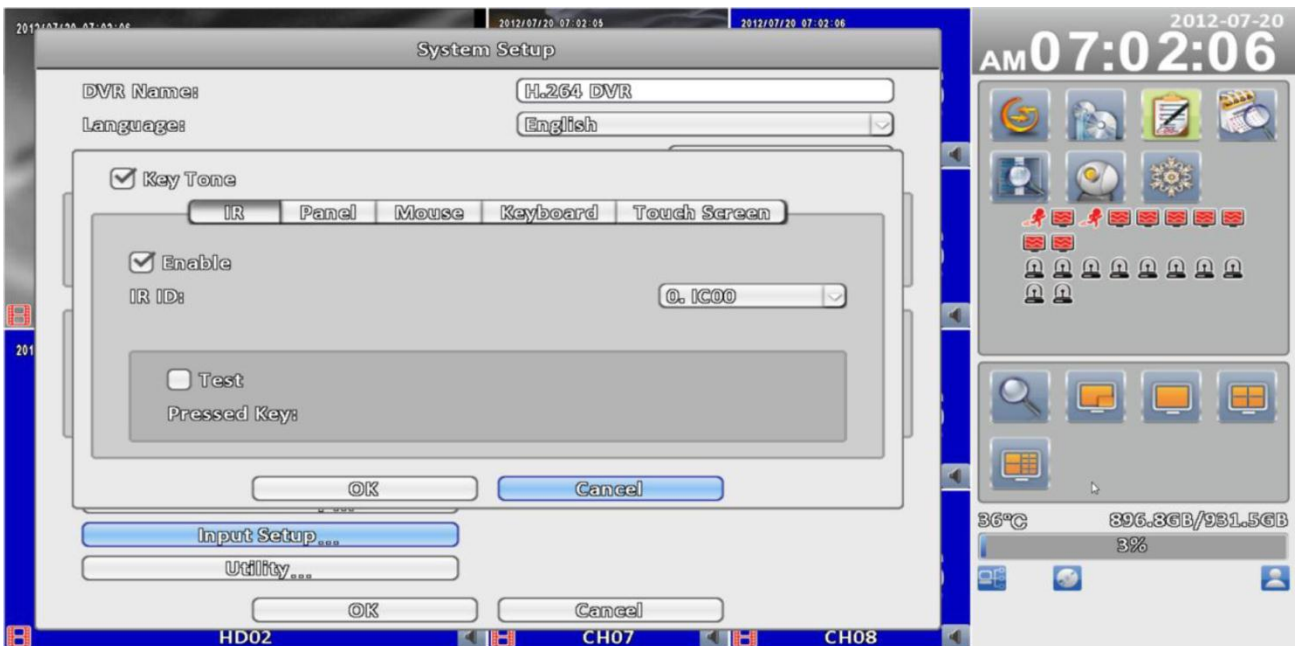 2012/07/20 07:02:05
2012/07/20 07:02:06
System Setup
DVR Name:
H.264 DVR
Language:
English
Key Tone
IR
Panel
Mouse
Keyboard
Touch Screen
Enable
IR ID:
0. IC00
Test
Pressed Key:
OK
Cancel
Input Setup...
Utility...
OK
Cancel
HD02
CH07
CH08
2012-07-20
AM07:02:06
36°C
896.8GB/931.5GB
3%